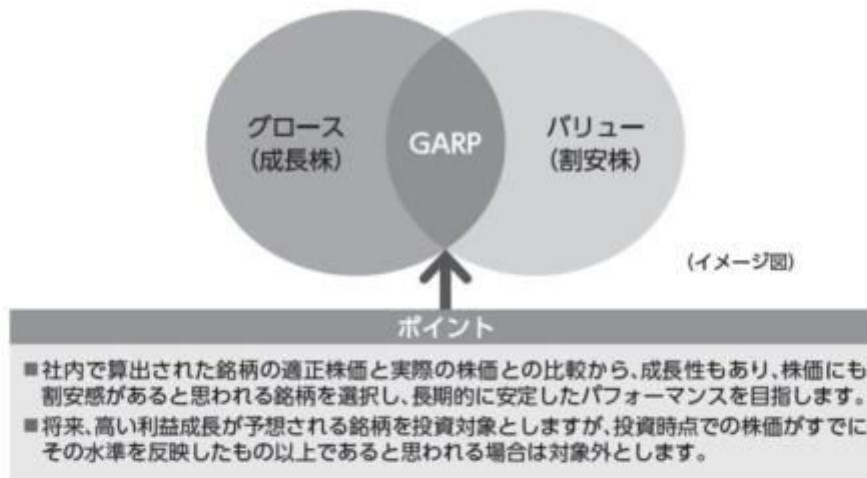 グロース
(成長株)
GARP
バリュー
(割安株)
(イメージ図)
ポイント
■社内で算出された銘柄の適正株価と実際の株価との比較から、成長性もあり、株価にも
割安感があると思われる銘柄を選択し、長期的に安定したパフォーマンスを目指します。
■将来、高い利益成長が予想される銘柄を投資対象としますが、投資時点での株価がすでに
その水準を反映したもの以上であると思われる場合は対象外とします。